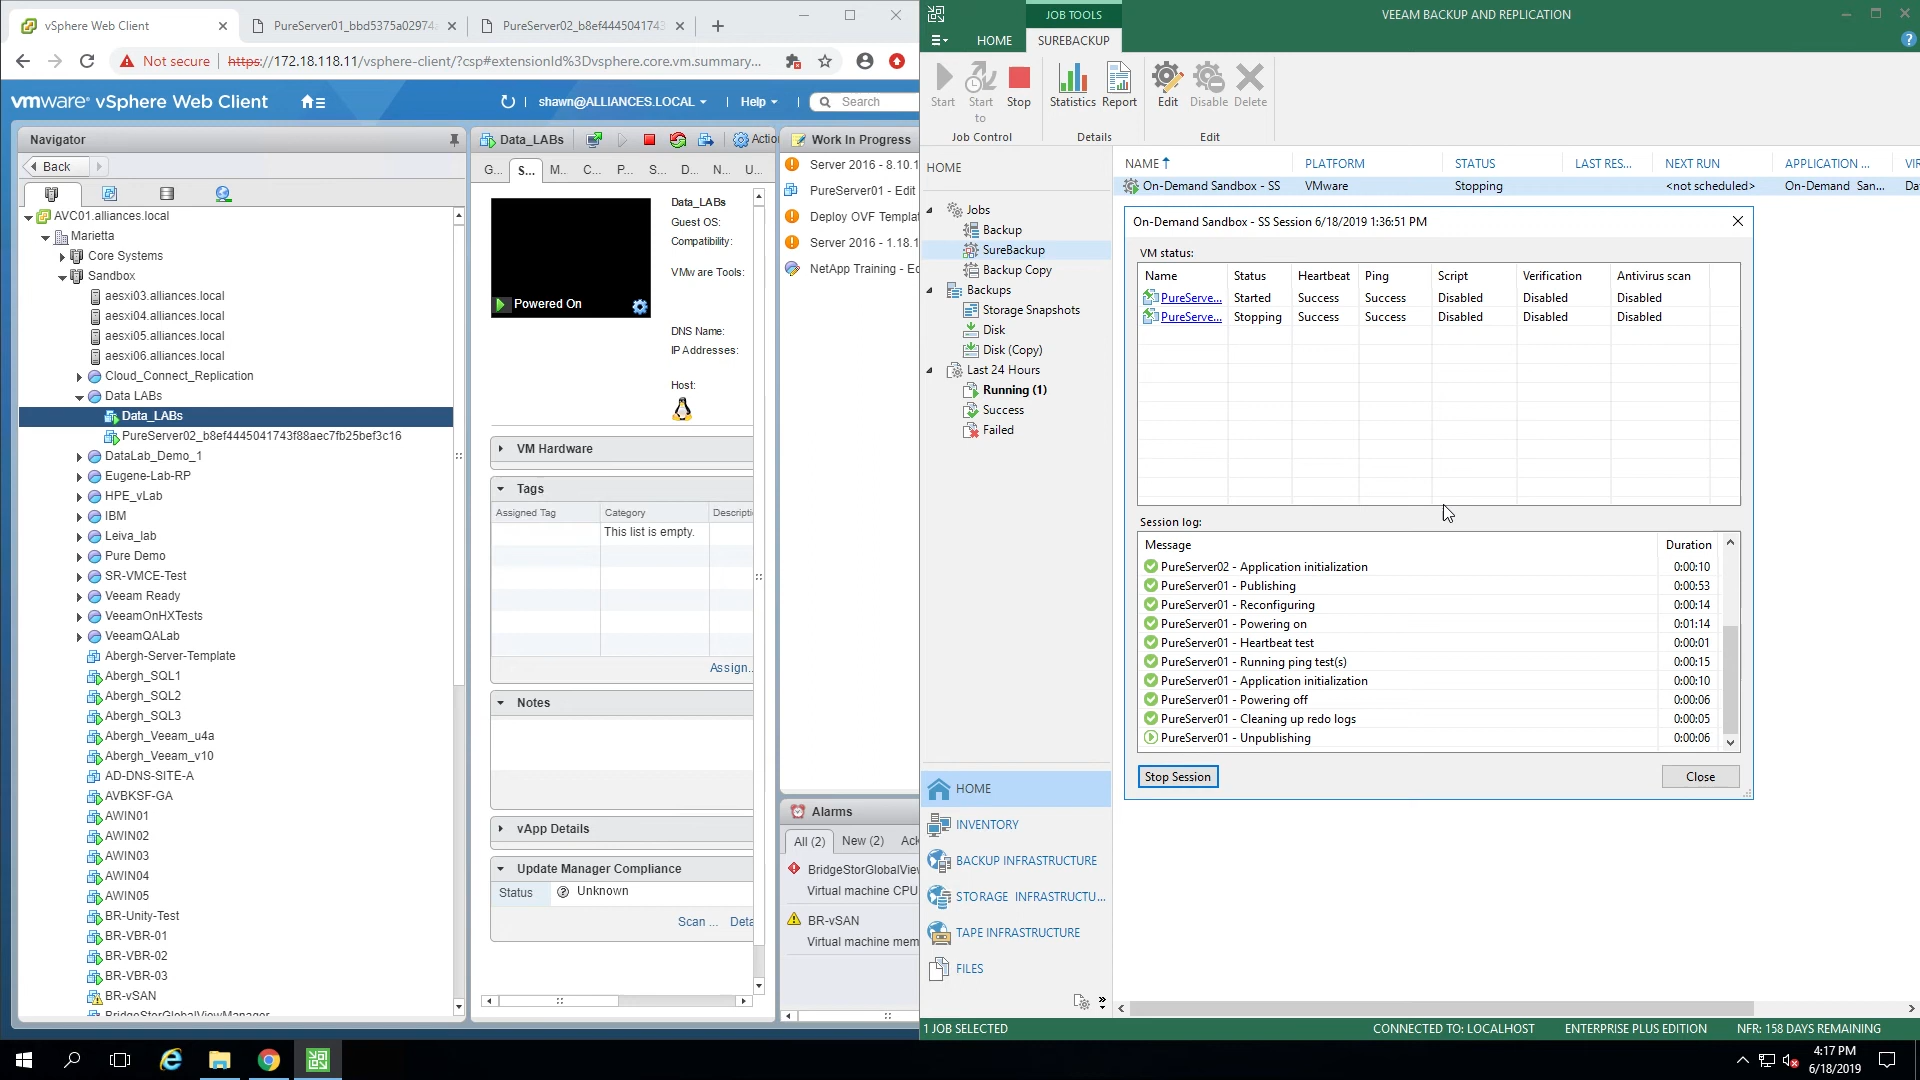 vSphere Web Client
PureServer01_bbd5375a02974
PureServer02_b8ef4445041743
Not secure
https://172.18.118.11/vsphere-client/?csp#extensionId%3Dvsphere.core.vm.summary...
vmware vSphere Web Client
shawn@ALLIANCES.LOCAL
Help
Search
Navigator
Back
AVC01.alliances.local
Marietta
Core Systems
Sandbox
aesxi03.alliances.local
aesxi04.alliances.local
aesxi05.alliances.local
aesxi06.alliances.local
Cloud_Connect_Replication
Data LABs
Data_LABs
PureServer02_b8ef4445041743f88aec7fb25bef3c16
DataLab_Demo_1
Eugene-Lab-RP
HPE_vLab
IBM
Leiva_lab
Pure Demo
SR-VMCE-Test
Veeam Ready
VeeamOnHXTests
VeeamQALab
Abergh-Server-Template
Abergh_SQL1
Abergh_SQL2
Abergh_SQL3
Abergh_Veeam_u4a
Abergh_Veeam_v10
AD-DNS-SITE-A
AVBKSF-GA
AWIN01
AWIN02
AWIN03
AWIN04
AWIN05
BR-Unity-Test
BR-VBR-01
BR-VBR-02
BR-VBR-03
BR-vSAN
BridgeStorGlobalViewManager
Data_LABs
Actio
G... S... M... C... P... S... D... N... U...
Powered On
Data_LABs
Guest OS:
Compatibility:
VMware Tools:
DNS Name:
IP Addresses:
Host:
VM Hardware
Tags
Assigned Tag Category Descripti
This list is empty.
Assign..
Notes
vApp Details
Update Manager Compliance
Status Unknown
Scan ... Deta
Work In Progress
Server 2016 - 8.10.1
PureServer01 - Edit
Deploy OVF Templa
Server 2016 - 1.18.1
NetApp Training - Ec
Alarms
All (2) New (2) Ack
BridgeStorGlobalView
Virtual machine CPU
BR-vSAN
Virtual machine mem
JOB TOOLS
VEEAM BACKUP AND REPLICATION
HOME SUREBACKUP
Start
Start to
Stop
Statistics
Report
Edit
Disable
Delete
Job Control
Details
Edit
HOME
Jobs
Backup
SureBackup
Backup Copy
Backups
Storage Snapshots
Disk
Disk (Copy)
Last 24 Hours
Running (1)
Success
Failed
HOME
INVENTORY
BACKUP INFRASTRUCTURE
STORAGE INFRASTRUCTU...
TAPE INFRASTRUCTURE
FILES
NAME PLATFORM STATUS LAST RES... NEXT RUN APPLICATION ... VIR
On-Demand Sandbox - SS VMware Stopping <not scheduled> On-Demand San... Da
On-Demand Sandbox - SS Session 6/18/2019 1:36:51 PM
VM status:
Name Status Heartbeat Ping Script Verification Antivirus scan
PureServe... Started Success Success Disabled Disabled Disabled
PureServe... Stopping Success Success Disabled Disabled Disabled
Session log:
Message Duration
PureServer02 - Application initialization 0:00:10
PureServer01 - Publishing 0:00:53
PureServer01 - Reconfiguring 0:00:14
PureServer01 - Powering on 0:01:14
PureServer01 - Heartbeat test 0:00:01
PureServer01 - Running ping test(s) 0:00:15
PureServer01 - Application initialization 0:00:10
PureServer01 - Powering off 0:00:06
PureServer01 - Cleaning up redo logs 0:00:05
PureServer01 - Unpublishing 0:00:06
Stop Session
Close
1 JOB SELECTED
CONNECTED TO: LOCALHOST
ENTERPRISE PLUS EDITION
NFR: 158 DAYS REMAINING
4:17 PM
6/18/2019